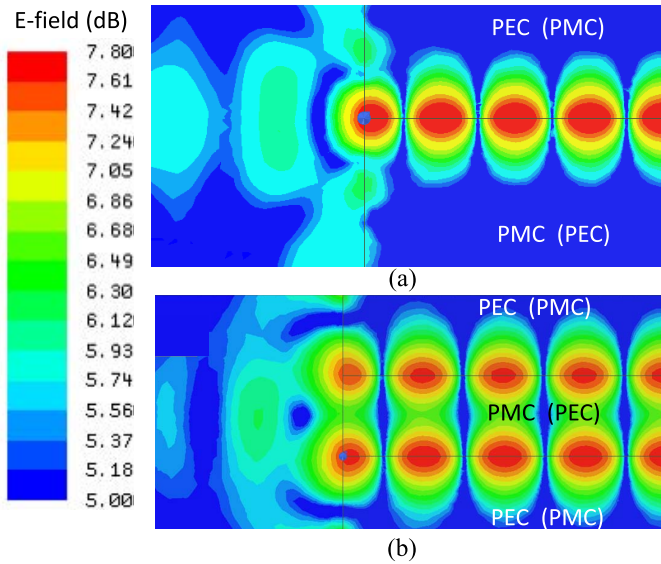 E-field (dB)
7.80
7.61
7.42
7.24
7.05
6.86
6.68
6.49
6.30
6.12
5.93
5.74
5.56
5.37
5.18
5.00
PEC (PMC)
PMC (PEC)
(a)
PEC (PMC)
PMC (PEC)
PEC (PMC)
(b)